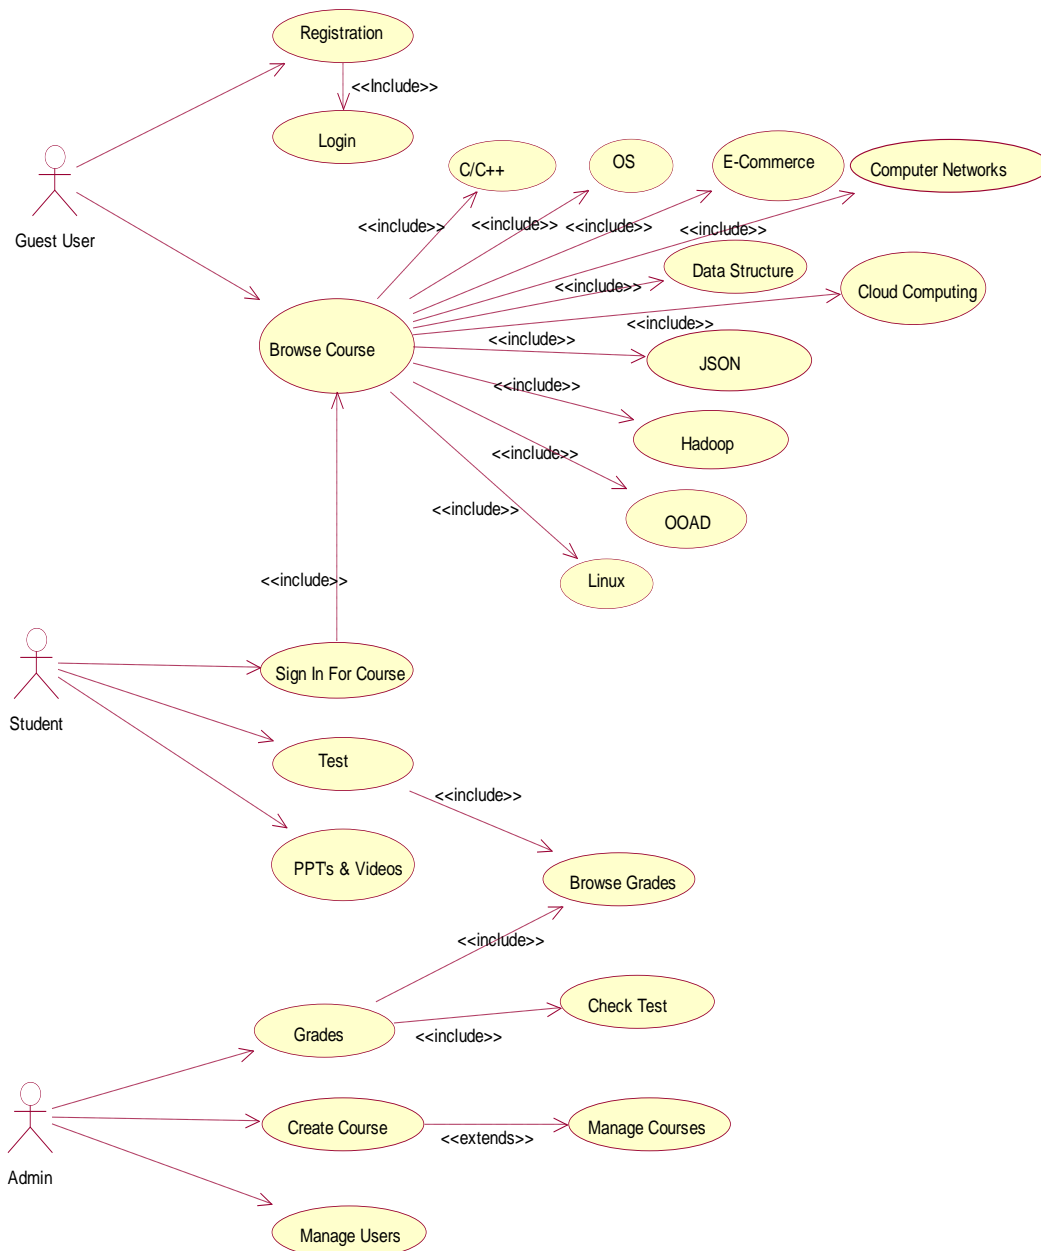 Registration
<<Include>>
Login
C/C++
OS
E-Commerce
Computer Networks
Guest User
<<include>>
<<include>>
<<include>>
<<include>>
Data Structure
<<include>>
Cloud Computing
<<include>>
<<include>>
Browse Course
JSON
<<include>>
Hadoop
<<include>>
<<include>>
OOAD
<<include>>
Linux
Sign In For Course
Student
Test
<<include>>
PPT's & Videos
Browse Grades
<<include>>
Check Test
Grades
<<include>>
Create Course
<<extends>>
Manage Courses
Admin
Manage Users